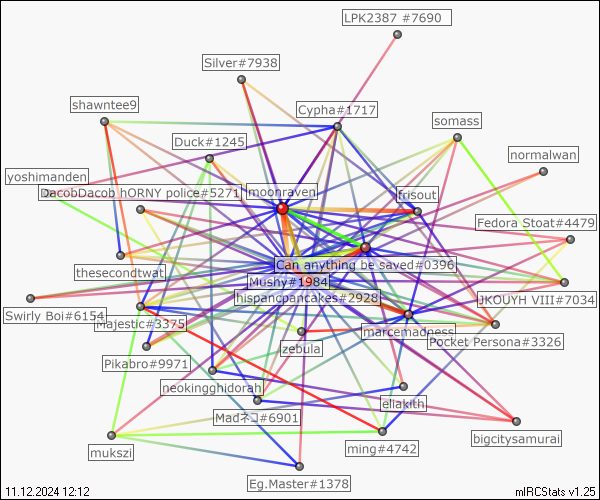 LPK2387 #7690
Silver#7938
shawntee9
Cypha#1717
somass
Duck#1245
normalwan
yoshimanden
DacobDacob hORNY police#5271
moonraven
frisout
Fedora Stoat#4479
thesecondtwat
Can anything be saved#0396
Mushy#1984
hispancpancakes#2928
JKOUYH VIII#7034
Swirly Boi#6154
Majestic#3375
marcemadness
Pocket Persona#3326
zebula
Pikabro#9971
neokingghidorah
eliakith
Madネコ#6901
bigcitysamurai
mukszi
ming#4742
Eg.Master#1378
11.12.2024 12:12
mIRCStats v1.25